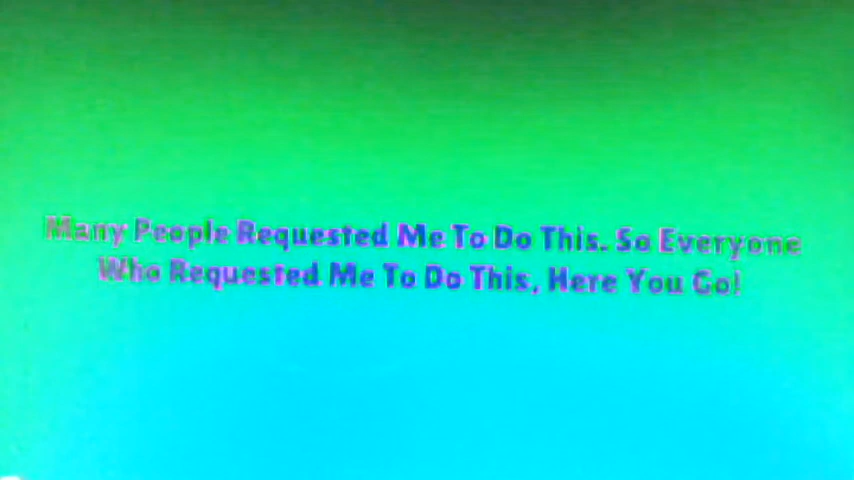 Many People Requested Me To Do This. So Everyone
Who Requested Me To Do This, Here You Go!